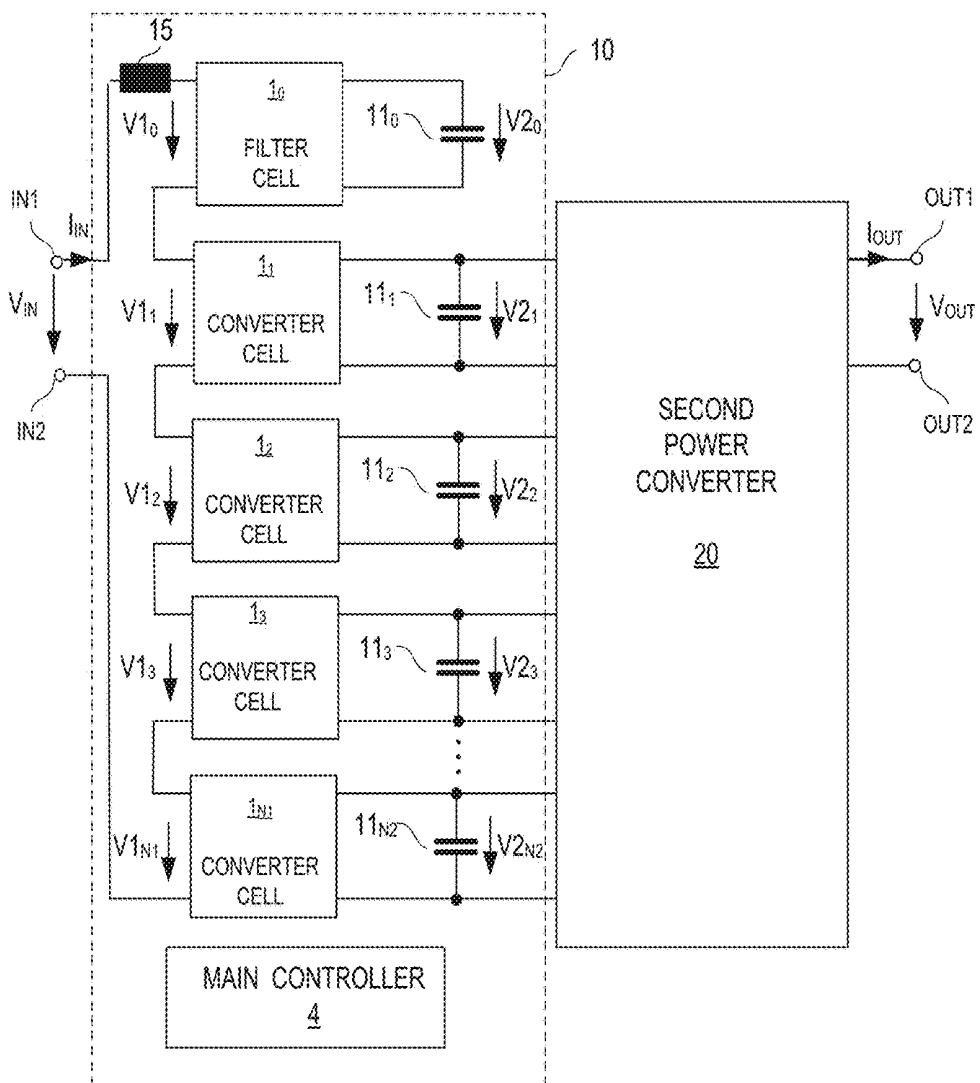 15
10
1₀
FILTER
CELL
V1₀
11₀
V2₀
IN1
I_IN
V_IN
IN2
1₁
CONVERTER
CELL
V1₁
11₁
V2₁
I_OUT
OUT1
V_OUT
OUT2
1₂
CONVERTER
CELL
V1₂
11₂
V2₂
SECOND
POWER
CONVERTER
20
1₃
CONVERTER
CELL
V1₃
11₃
V2₃
1_N1
CONVERTER
CELL
V1_N1
11_N2
V2_N2
MAIN CONTROLLER
4